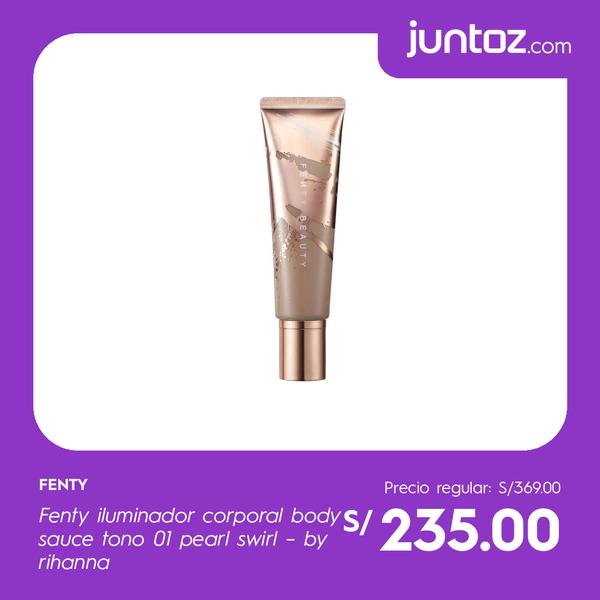 juntoz.com
FENTY BEAUTY
FENTY
Fenty iluminador corporal body
sauce tono 01 pearl swirl - by
rihanna
Precio regular: S/369.00
S/ 235.00